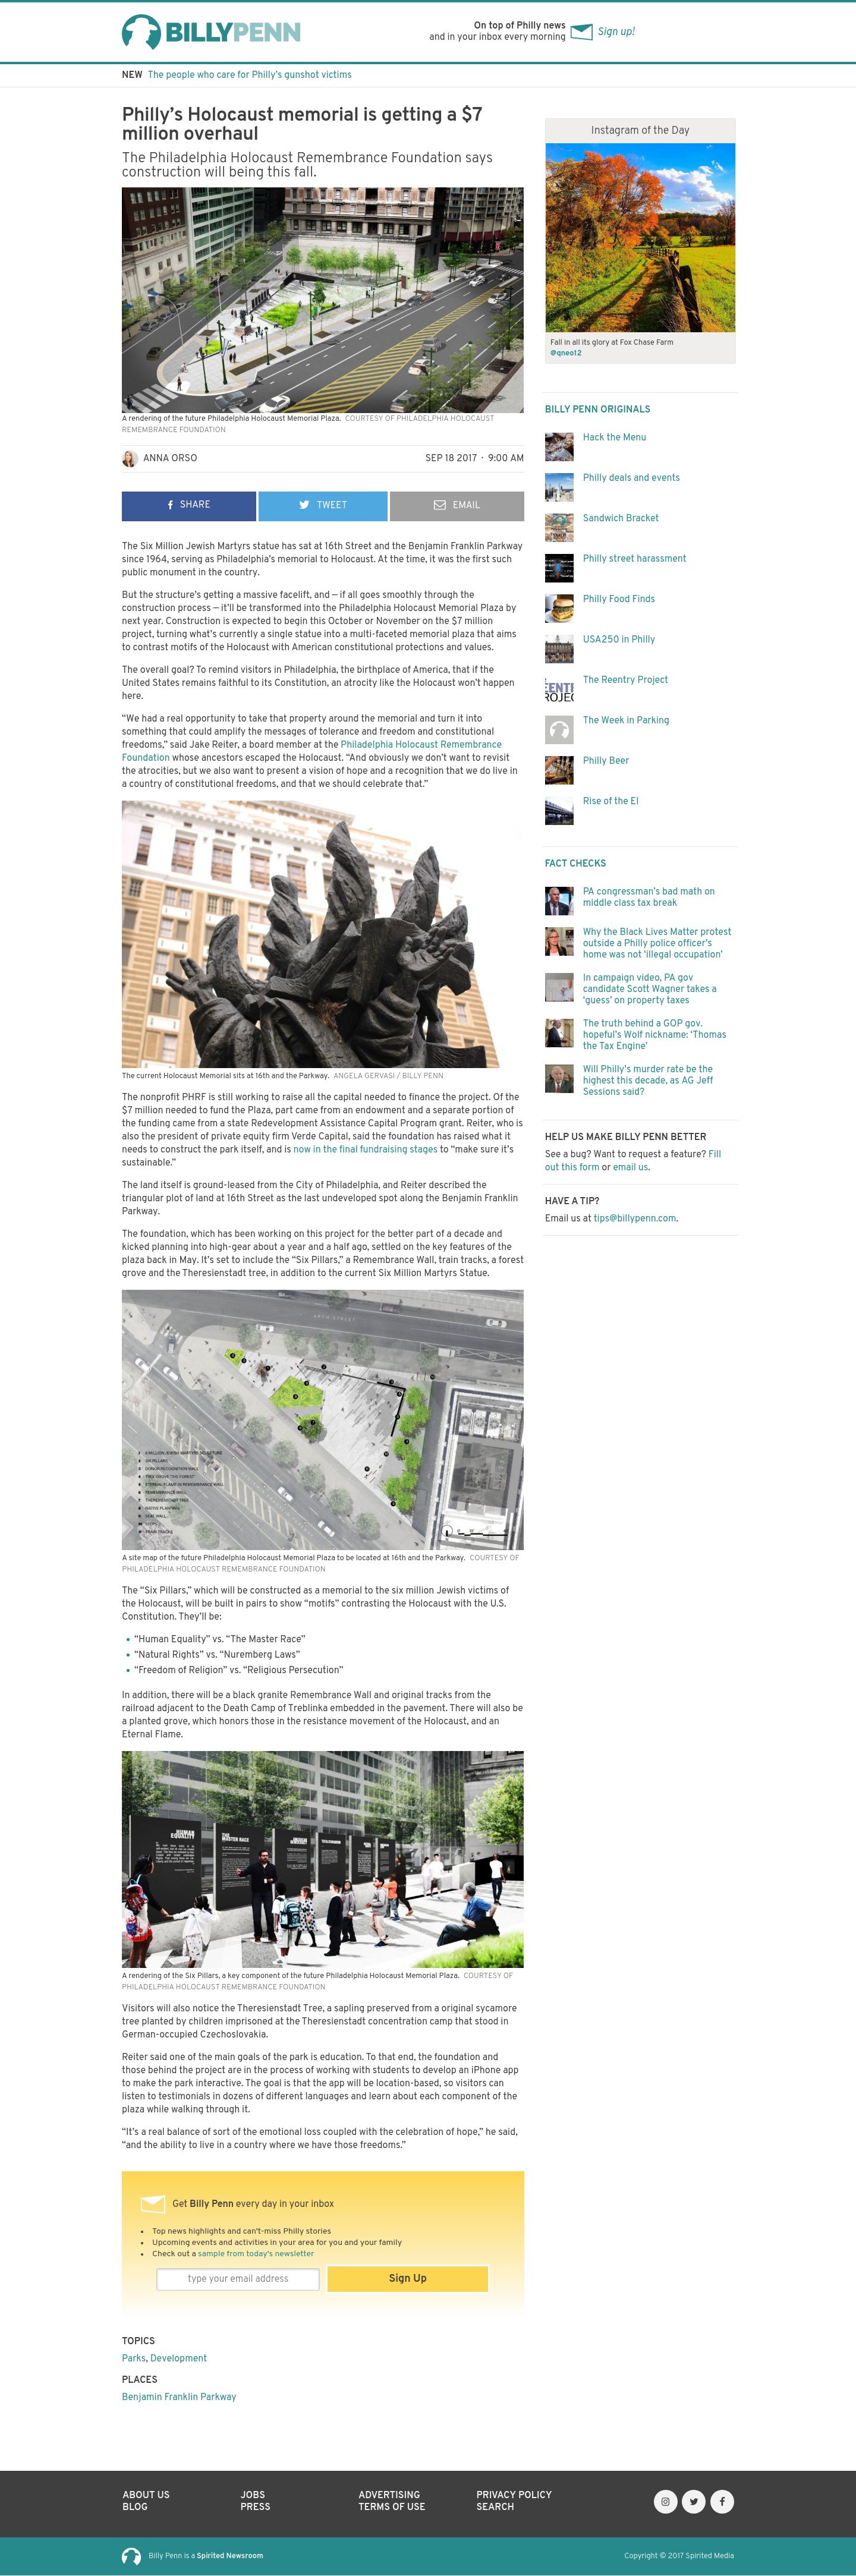 BILLYPENN
On top of Philly news
and in your inbox every morning
Sign up!
NEW The people who care for Philly's gunshot victims
Philly's Holocaust memorial is getting a $7
million overhaul
The Philadelphia Holocaust Remembrance Foundation says
construction will being this fall.
A rendering of the future Philadelphia Holocaust Memorial Plaza. COURTESY OF PHILADELPHIA HOLOCAUST
REMEMBRANCE FOUNDATION
ANNA ORSO
SEP 18 2017 · 9:00 AM
SHARE
TWEET
EMAIL
The Six Million Jewish Martyrs statue has sat at 16th Street and the Benjamin Franklin Parkway
since 1964, serving as Philadelphia's memorial to Holocaust. At the time, it was the first such
public monument in the country.
But the structure's getting a massive facelift, and — if all goes smoothly through the
construction process — it'll be transformed into the Philadelphia Holocaust Memorial Plaza by
next year. Construction is expected to begin this October or November on the $7 million
project, turning what's currently a single statue into a multi-faceted memorial plaza that aims
to contrast motifs of the Holocaust with American constitutional protections and values.
The overall goal? To remind visitors in Philadelphia, the birthplace of America, that if the
United States remains faithful to its Constitution, an atrocity like the Holocaust won't happen
here.
“We had a real opportunity to take that property around the memorial and turn it into
something that could amplify the messages of tolerance and freedom and constitutional
freedoms,” said Jake Reiter, a board member at the Philadelphia Holocaust Remembrance
Foundation whose ancestors escaped the Holocaust. “And obviously we don't want to revisit
the atrocities, but we also want to present a vision of hope and a recognition that we do live in
a country of constitutional freedoms, and that we should celebrate that.”
The current Holocaust Memorial sits at 16th and the Parkway. ANGELA GERVASI / BILLY PENN
The nonprofit PHRF is still working to raise all the capital needed to finance the project. Of the
$7 million needed to fund the Plaza, part came from an endowment and a separate portion of
the funding came from a state Redevelopment Assistance Capital Program grant. Reiter, who is
also the president of private equity firm Verde Capital, said the foundation has raised what it
needs to construct the park itself, and is now in the final fundraising stages to “make sure it's
sustainable.”
The land itself is ground-leased from the City of Philadelphia, and Reiter described the
triangular plot of land at 16th Street as the last undeveloped spot along the Benjamin Franklin
Parkway.
The foundation, which has been working on this project for the better part of a decade and
kicked planning into high-gear about a year and a half ago, settled on the key features of the
plaza back in May. It's set to include the “Six Pillars,” a Remembrance Wall, train tracks, a forest
grove and the Theresienstadt tree, in addition to the current Six Million Martyrs Statue.
ARCH STREET
A site map of the future Philadelphia Holocaust Memorial Plaza to be located at 16th and the Parkway. COURTESY OF
PHILADELPHIA HOLOCAUST REMEMBRANCE FOUNDATION
The “Six Pillars,” which will be constructed as a memorial to the six million Jewish victims of
the Holocaust, will be built in pairs to show “motifs” contrasting the Holocaust with the U.S.
Constitution. They'll be:
• “Human Equality” vs. “The Master Race”
• “Natural Rights” vs. “Nuremberg Laws”
• “Freedom of Religion” vs. “Religious Persecution”
In addition, there will be a black granite Remembrance Wall and original tracks from the
railroad adjacent to the Death Camp of Treblinka embedded in the pavement. There will also be
a planted grove, which honors those in the resistance movement of the Holocaust, and an
Eternal Flame.
HUMAN
EQUALITY
THE
MASTER RACE
A rendering of the Six Pillars, a key component of the future Philadelphia Holocaust Memorial Plaza. COURTESY OF
PHILADELPHIA HOLOCAUST REMEMBRANCE FOUNDATION
Visitors will also notice the Theresienstadt Tree, a sapling preserved from a original sycamore
tree planted by children imprisoned at the Theresienstadt concentration camp that stood in
German-occupied Czechoslovakia.
Reiter said one of the main goals of the park is education. To that end, the foundation and
those behind the project are in the process of working with students to develop an iPhone app
to make the park interactive. The goal is that the app will be location-based, so visitors can
listen to testimonials in dozens of different languages and learn about each component of the
plaza while walking through it.
“It's a real balance of sort of the emotional loss coupled with the celebration of hope,” he said,
“and the ability to live in a country where we have those freedoms.”
Get Billy Penn every day in your inbox
• Top news highlights and can't-miss Philly stories
• Upcoming events and activities in your area for you and your family
• Check out a sample from today's newsletter
type your email address
Sign Up
TOPICS
Parks, Development
PLACES
Benjamin Franklin Parkway
Instagram of the Day
Fall in all its glory at Fox Chase Farm
@qneo12
BILLY PENN ORIGINALS
Hack the Menu
Philly deals and events
Sandwich Bracket
Philly street harassment
Philly Food Finds
USA250 in Philly
The Reentry Project
The Week in Parking
Philly Beer
Rise of the El
FACT CHECKS
PA congressman's bad math on
middle class tax break
Why the Black Lives Matter protest
outside a Philly police officer's
home was not 'illegal occupation'
In campaign video, PA gov
candidate Scott Wagner takes a
'guess' on property taxes
The truth behind a GOP gov.
hopeful's Wolf nickname: 'Thomas
the Tax Engine'
Will Philly's murder rate be the
highest this decade, as AG Jeff
Sessions said?
HELP US MAKE BILLY PENN BETTER
See a bug? Want to request a feature? Fill
out this form or email us.
HAVE A TIP?
Email us at tips@billypenn.com.
ABOUT US
BLOG
JOBS
PRESS
ADVERTISING
TERMS OF USE
PRIVACY POLICY
SEARCH
Billy Penn is a Spirited Newsroom
Copyright © 2017 Spirited Media